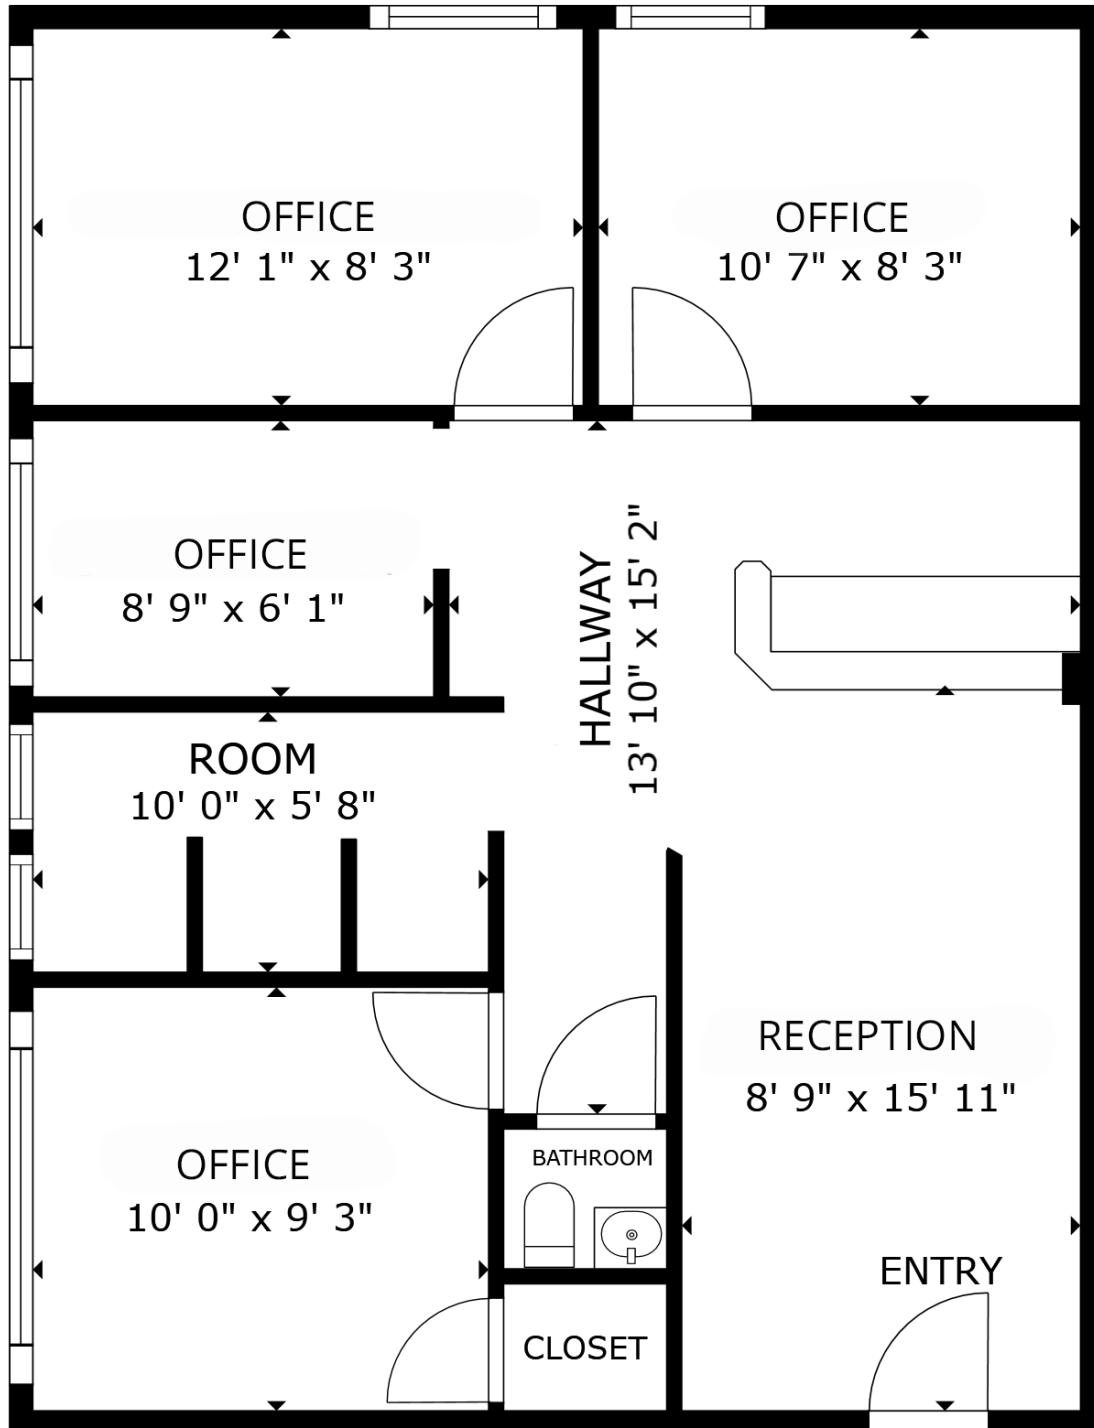 OFFICE
12' 1" x 8' 3"
OFFICE
10' 7" x 8' 3"
OFFICE
8' 9" x 6' 1"
HALLWAY
13' 10" x 15' 2"
ROOM
10' 0" x 5' 8"
RECEPTION
8' 9" x 15' 11"
OFFICE
10' 0" x 9' 3"
BATHROOM
ENTRY
CLOSET